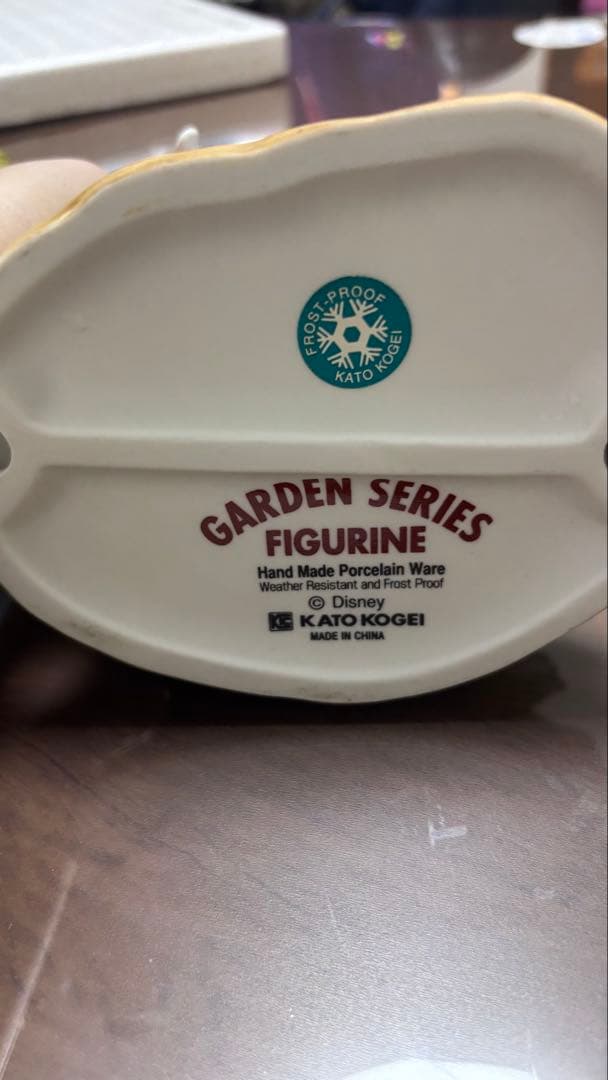 FROST-PROOF
KATO KOGEI
GARDEN SERIES
FIGURINE
Hand Made Porcelain Ware
Weather Resistant and Frost Proof
© Disney
KG KATO KOGEI
MADE IN CHINA